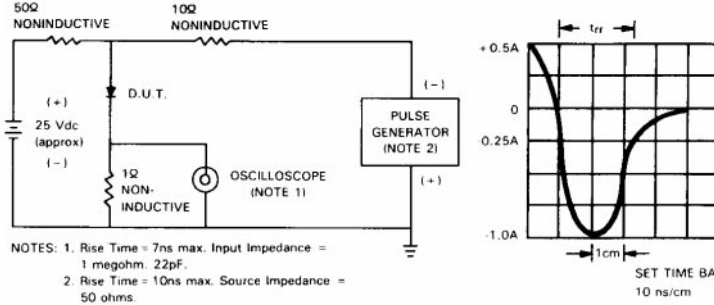 50Ω
NONINDUCTIVE
10Ω
NONINDUCTIVE
D.U.T.
(+)
25 Vdc
(approx)
(−)
1Ω
NON-
INDUCTIVE
OSCILLOSCOPE
(NOTE 1)
(−)
PULSE
GENERATOR
(NOTE 2)
(+)
NOTES: 1. Rise Time = 7ns max. Input Impedance =
1 megohm. 22pF.
2. Rise Time = 10ns max. Source Impedance =
50 ohms.
trr
+0.5A
0
-0.25A
-1.0A
1cm
SET TIME BA
10 ns/cm